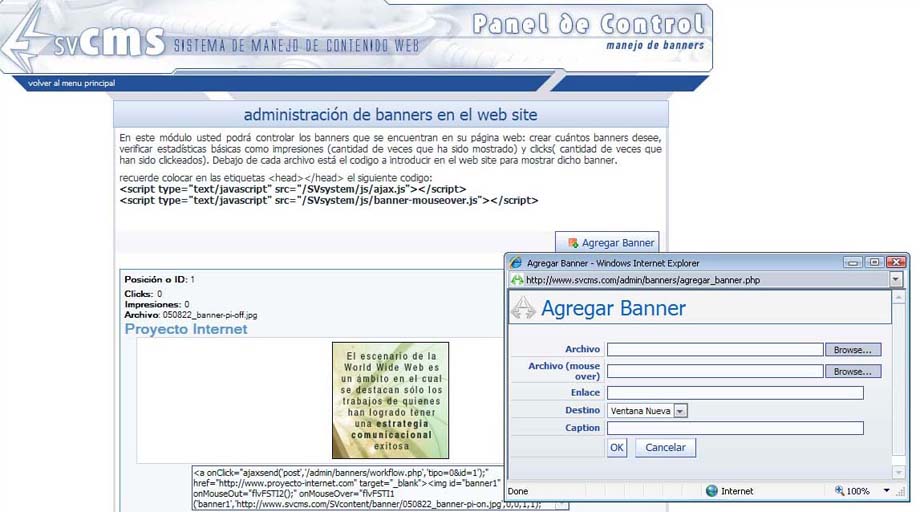 svcms SISTEMA DE MANEJO DE CONTENIDO WEB
Panel de Control
manejo de banners
volver al menu principal
administración de banners en el web site
En este módulo usted podrá controlar los banners que se encuentran en su página web: crear cuántos banners desee,
verificar estadísticas básicas como impresiones (cantidad de veces que ha sido mostrado) y clicks( cantidad de veces que
han sido clickeados). Debajo de cada archivo está el codigo a introducir en el web site para mostrar dicho banner.
recuerde colocar en las etiquetas <head></head> el siguiente codigo:
<script type="text/javascript" src="/SVsystem/js/ajax.js"></script>
<script type="text/javascript" src="/SVsystem/js/banner-mouseover.js"></script>
Agregar Banner
Posición o ID: 1
Clicks: 0
Impresiones: 0
Archivo: 050822_banner-pi-off.jpg
Proyecto Internet
El escenario de la
World Wide Web es
un ámbito en el cual
se destacan sólo los
trabajos de quienes
han logrado tener
una estrategia
comunicacional
exitosa
<a onClick="ajaxsend('post','/admin/banners/workflow.php','tipo=0&id=1');"
href="http://www.proyecto-internet.com" target="_blank"><img id="banner1"
onMouseOut="flvFSTI2();" onMouseOver="flvFSTI1
('banner1','http://www.svcms.com/SVcontent/banner/050822_banner-pi-on.jpg',0,0,1,1);
Agregar Banner - Windows Internet Explorer
http://www.svcms.com/admin/banners/agregar_banner.php
Agregar Banner
Archivo
Browse...
Archivo (mouse
over)
Browse...
Enlace
Destino
Ventana Nueva
Caption
OK
Cancelar
Done
Internet
100%